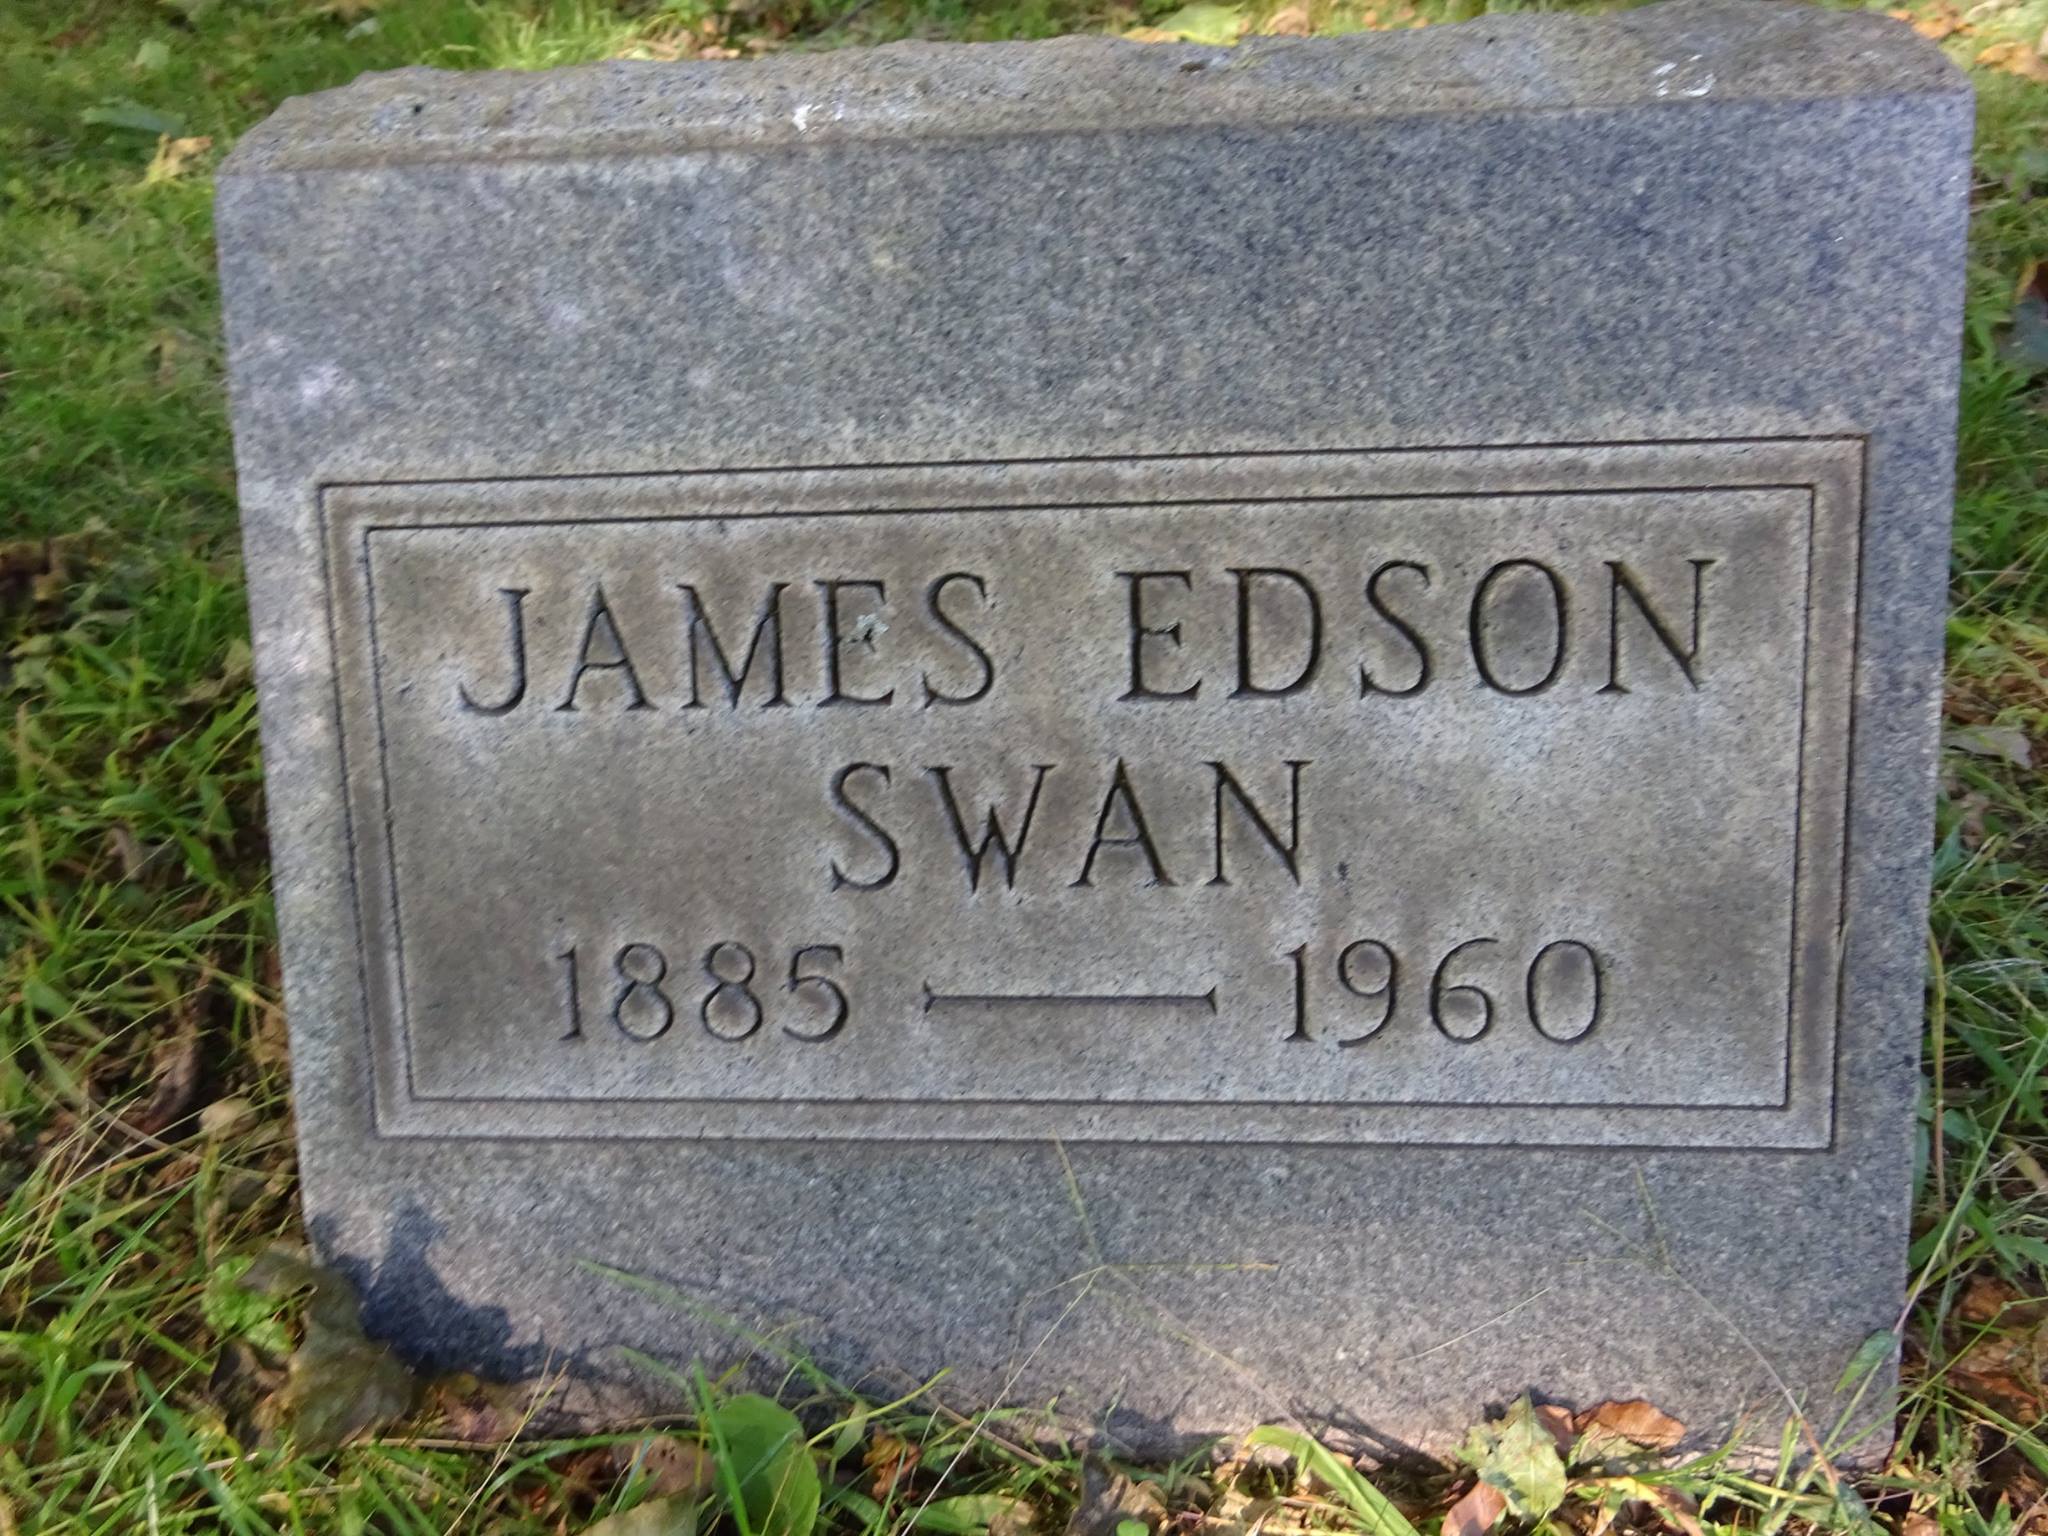 JAMES EDSON
SWAN
1885 — 1960